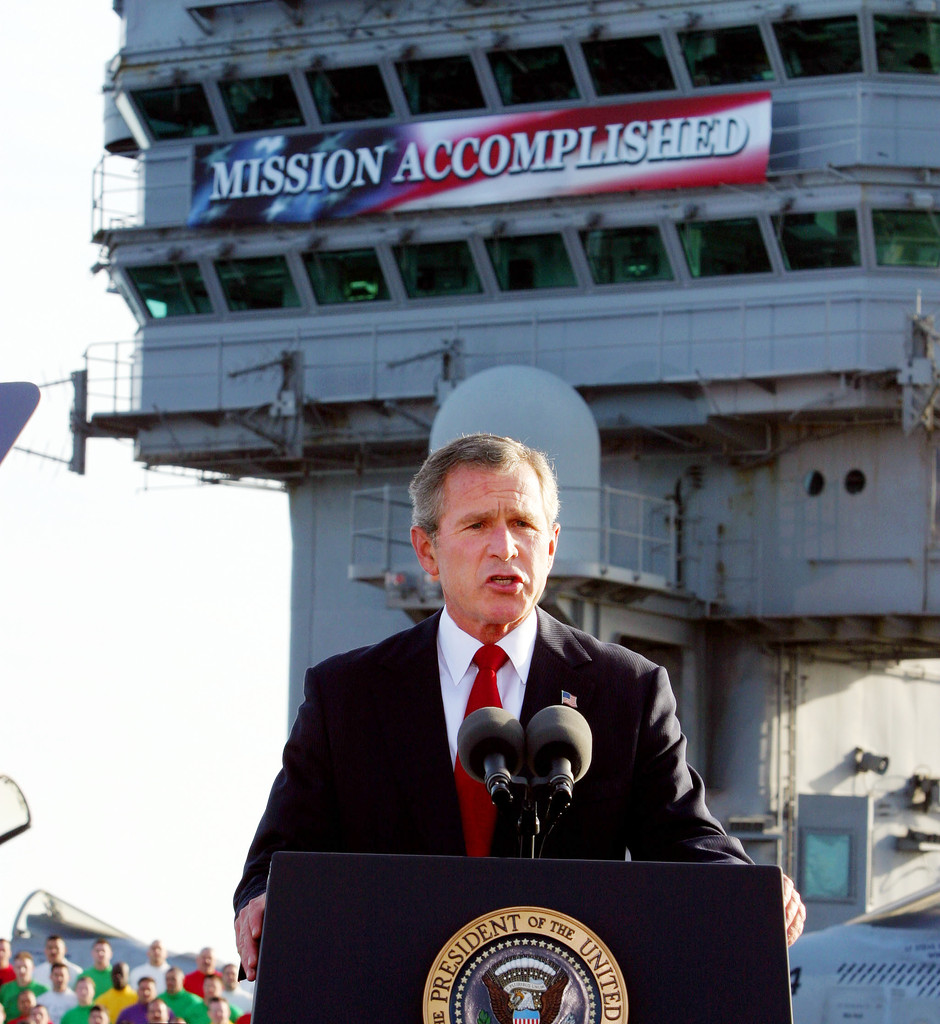 MISSION ACCOMPLISHED
THE PRESIDENT OF THE UNITED